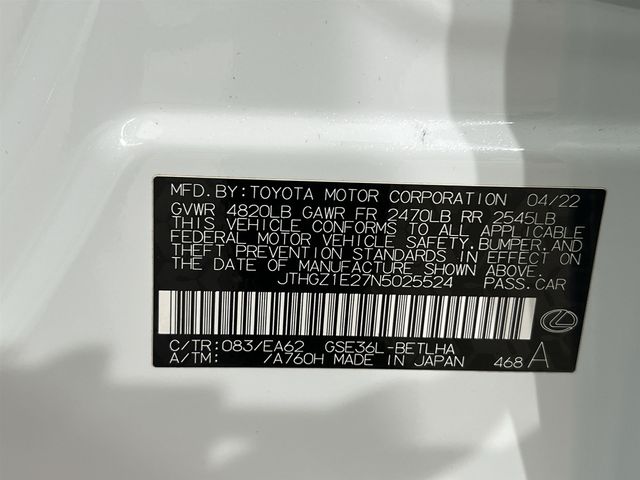 MFD.BY:TOYOTA MOTOR CORPORATION 04/22
GVWR 4820LB GAWR FR 2470LB RR 2545LB
THIS VEHICLE CONFORMS TO ALL APPLICABLE
FEDERAL MOTOR VEHICLE SAFETY,BUMPER,AND
THEFT PREVENTION STANDARDS IN EFFECT ON
THE DATE OF MANUFACTURE SHOWN ABOVE.
JTHGZ1E27N5025524 PASS.CAR
C/TR:083/EA62 GSE36L-BETLHA
A/TM: /A760H MADE IN JAPAN 468 A